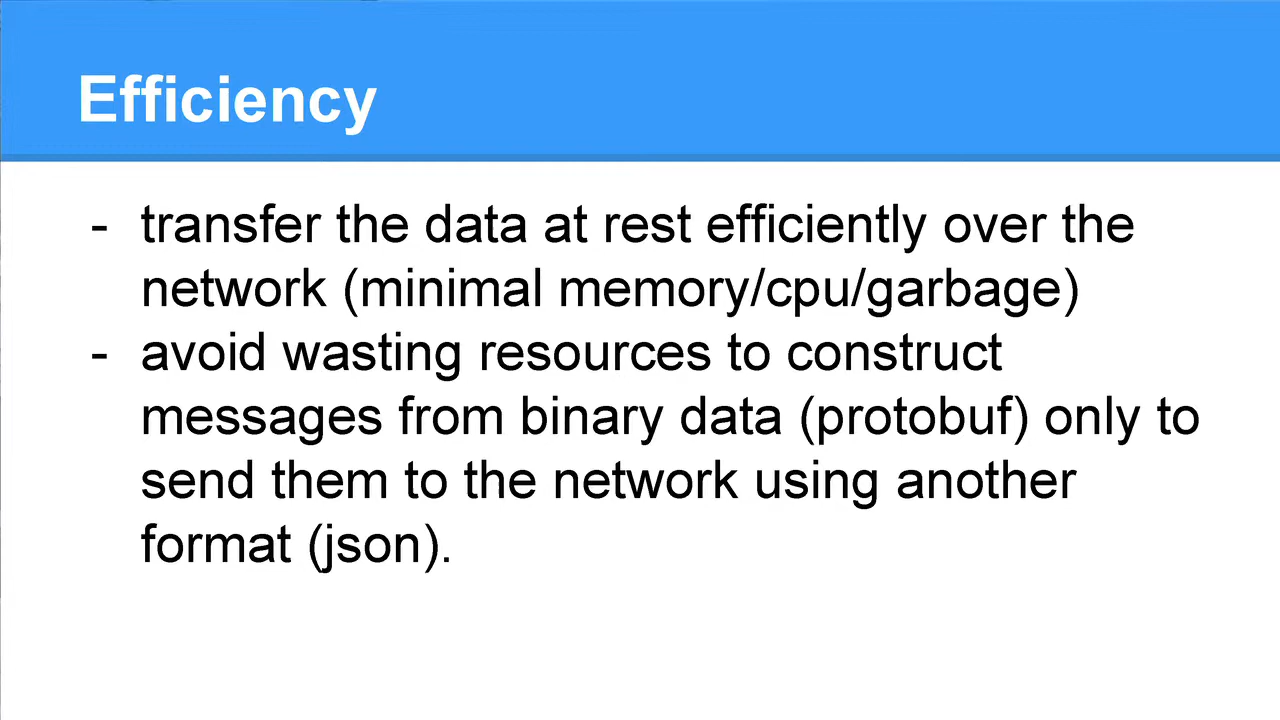 Efficiency
- transfer the data at rest efficiently over the
network (minimal memory/cpu/garbage)
- avoid wasting resources to construct
messages from binary data (protobuf) only to
send them to the network using another
format (json).